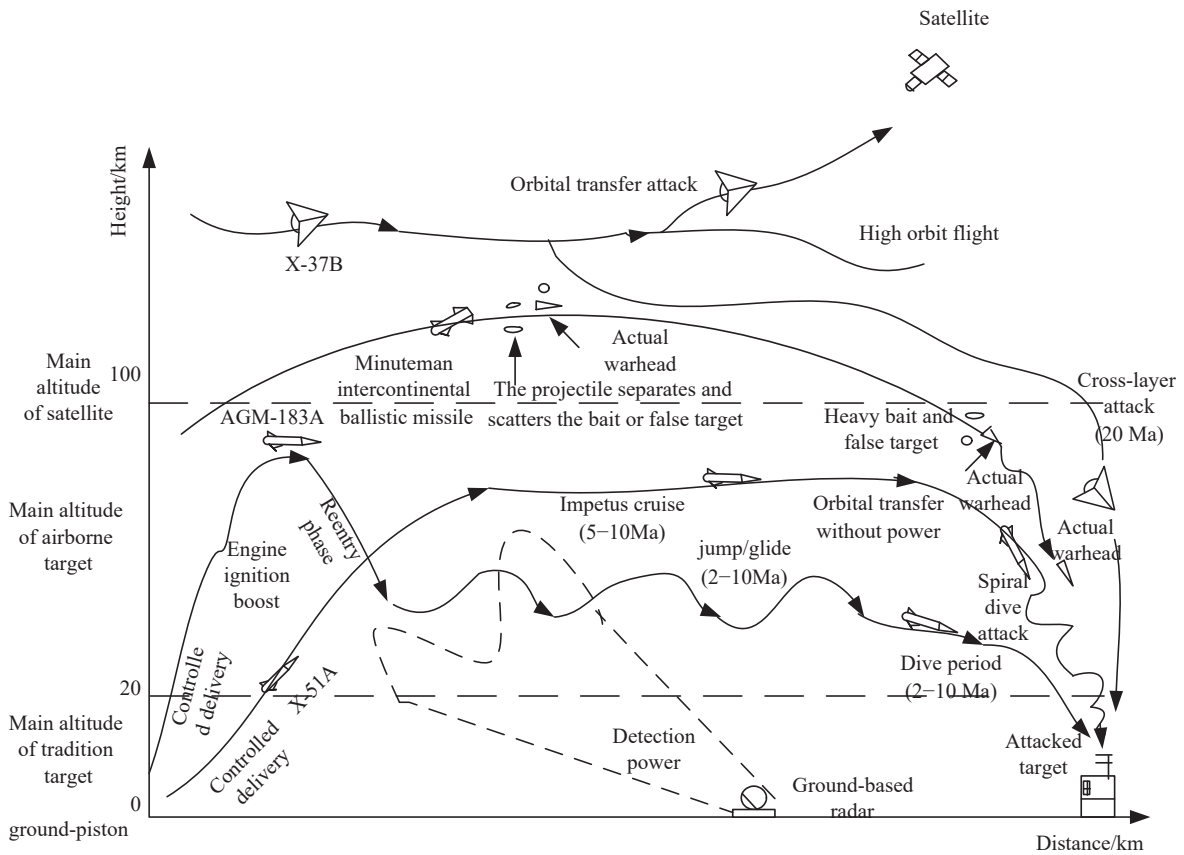 Satellite
Height/km
Orbital transfer attack
High orbit flight
X-37B
Actual
warhead
Minuteman
intercontinental
ballistic missile
The projectile separates and
scatters the bait or false target
Main
altitude
of satellite
100
Cross-layer
attack
(20 Ma)
AGM-183A
Heavy bait and
false target
Actual
warhead
Main altitude
of airborne
target
Reentry
phase
Impetus cruise
(5−10Ma)
Orbital transfer
without power
Actual
warhead
Engine
ignition
boost
jump/glide
(2−10Ma)
Spiral
dive
attack
Controlle
d delivery
X-51A
Dive period
(2−10 Ma)
20
Main altitude
of tradition
target
Controlled
delivery
Detection
power
Attacked
target
Ground-based
radar
0
ground-piston
Distance/km